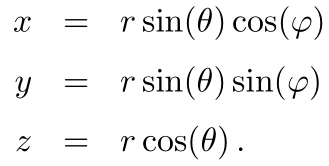 x = r sin(θ) cos(φ)
y = r sin(θ) sin(φ)
z = r cos(θ) .